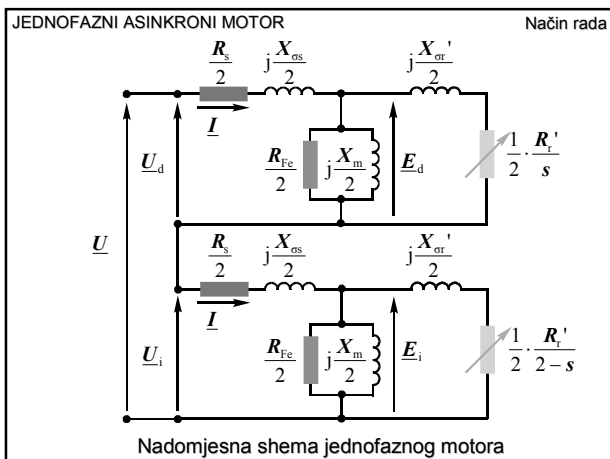 JEDNOFAZNI ASINKRONI MOTOR
Način rada
R_s/2 jX_σs/2 jX_σr'/2
I
U_d R_Fe/2 jX_m/2 E_d 1/2 · R_r'/s
U
R_s/2 jX_σs/2 jX_σr'/2
I
U_i R_Fe/2 jX_m/2 E_i 1/2 · R_r'/2 − s
Nadomjesna shema jednofaznog motora